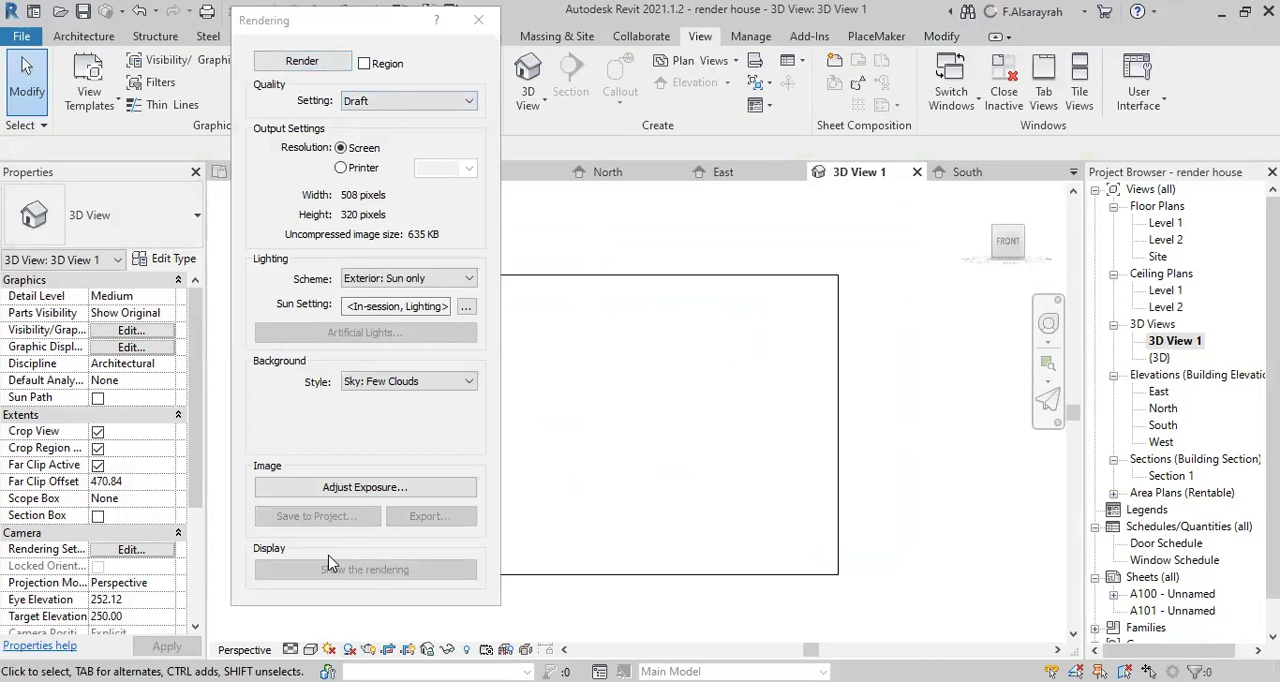 Autodesk Revit 2021.1.2 - render house - 3D View: 3D View 1
F.Alsarayrah
File
Architecture
Structure
Steel
Massing & Site
Collaborate
View
Manage
Add-Ins
PlaceMaker
Modify
Modify
Select
View
Templates
Visibility/ Graphi
Filters
Thin Lines
Graphic
3D
View
Section
Callout
Plan Views
Elevation
Create
Sheet Composition
Switch
Windows
Close
Inactive
Tab
Views
Tile
Views
User
Interface
Windows
Rendering
Render
Region
Quality
Setting:
Draft
Output Settings
Resolution:
Screen
Printer
Width: 508 pixels
Height: 320 pixels
Uncompressed image size: 635 KB
Lighting
Scheme:
Exterior: Sun only
Sun Setting:
<In-session, Lighting>
...
Artificial Lights...
Background
Style:
Sky: Few Clouds
Image
Adjust Exposure...
Save to Project...
Export...
Display
the rendering
North
East
3D View 1
South
FRONT
Properties
3D View
3D View: 3D View 1
Edit Type
Graphics
Detail Level Medium
Parts Visibility Show Original
Visibility/Grap... Edit...
Graphic Displ... Edit...
Discipline Architectural
Default Analy... None
Sun Path
Extents
Crop View
Crop Region ...
Far Clip Active
Far Clip Offset 470.84
Scope Box None
Section Box
Camera
Rendering Set... Edit...
Locked Orient...
Projection Mo... Perspective
Eye Elevation 252.12
Target Elevation 250.00
Camera Positi... Explicit
Properties help
Apply
Project Browser - render house
Views (all)
Floor Plans
Level 1
Level 2
Site
Ceiling Plans
Level 1
Level 2
3D Views
3D View 1
{3D}
Elevations (Building Elevatio
East
North
South
West
Sections (Building Section)
Section 1
Area Plans (Rentable)
Legends
Schedules/Quantities (all)
Door Schedule
Window Schedule
Sheets (all)
A100 - Unnamed
A101 - Unnamed
Families
Perspective
Click to select, TAB for alternates, CTRL adds, SHIFT unselects.
:0
Main Model
:0